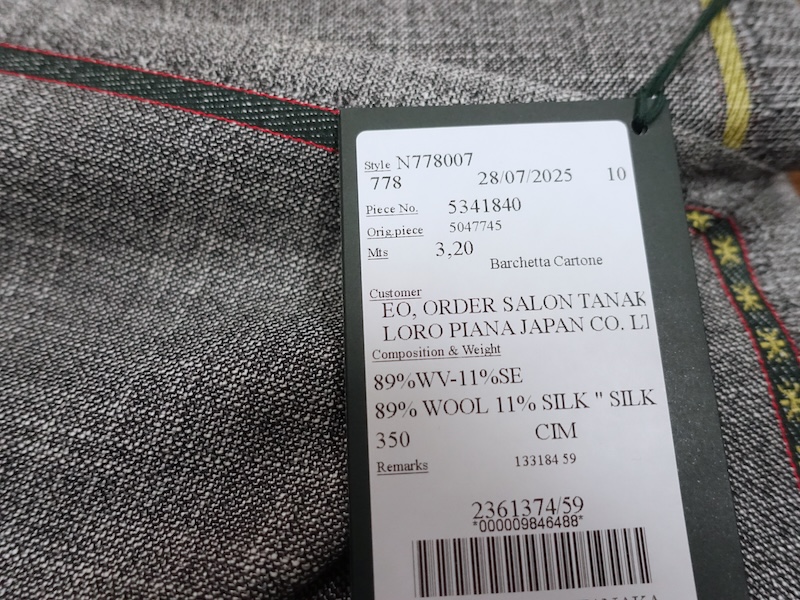 Style N778007
778 28/07/2025 10
Piece No. 5341840
Orig.piece 5047745
Mts 3,20
Barchetta Cartone
Customer
EO, ORDER SALON TANAK
LORO PIANA JAPAN CO. LT
Composition & Weight
89%WV-11%SE
89% WOOL 11% SILK " SILK
350 CIM
Remarks 133184 59
2361374/59
*000009846488*